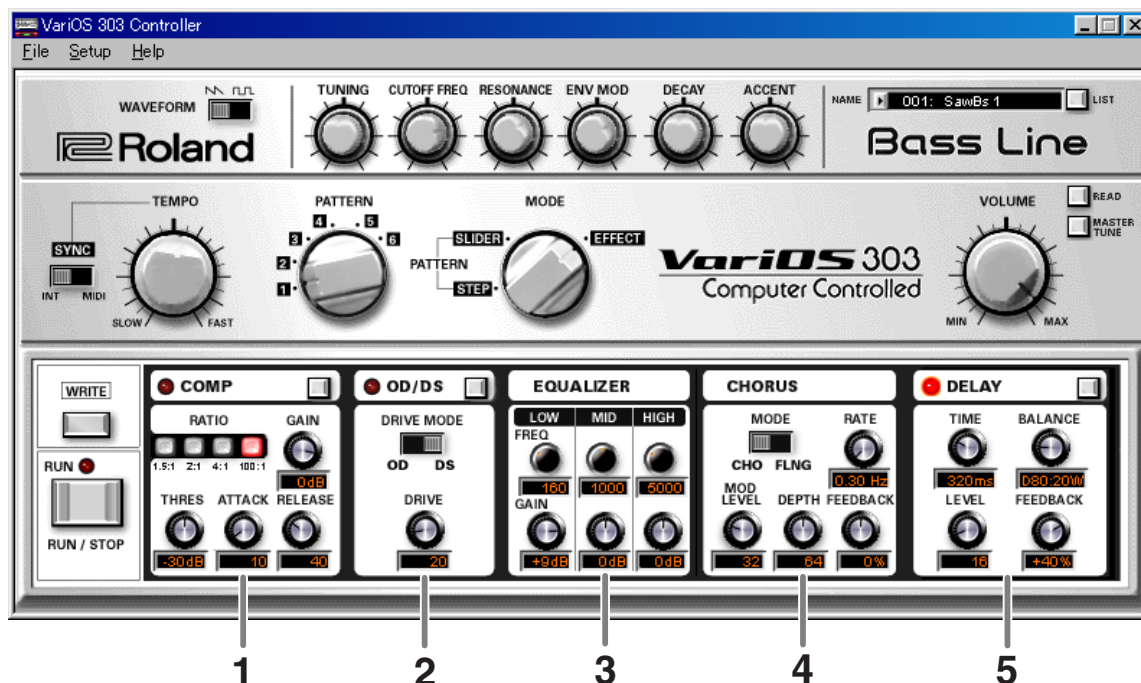 VariOS 303 Controller
File Setup Help
WAVEFORM
Roland
TUNING CUTOFF FREQ RESONANCE ENV MOD DECAY ACCENT
NAME 001: SawBs 1 LIST
Bass Line
TEMPO
SYNC
INT MIDI
SLOW FAST
PATTERN
1 2 3 4 5 6
MODE
PATTERN
SLIDER
STEP
EFFECT
VariOS 303
Computer Controlled
VOLUME
MIN MAX
READ
MASTER TUNE
WRITE
RUN
RUN / STOP
COMP
RATIO
1.5:1 2:1 4:1 100:1
GAIN
0dB
THRES ATTACK RELEASE
-30dB 10 40
OD/DS
DRIVE MODE
OD DS
DRIVE
20
EQUALIZER
LOW MID HIGH
FREQ
160 1000 5000
GAIN
+9dB 0dB 0dB
CHORUS
MODE
CHO FLNG
RATE
0.30 Hz
MOD LEVEL DEPTH FEEDBACK
32 64 0%
DELAY
TIME BALANCE
320ms D80:20W
LEVEL FEEDBACK
16 +40%
1 2 3 4 5